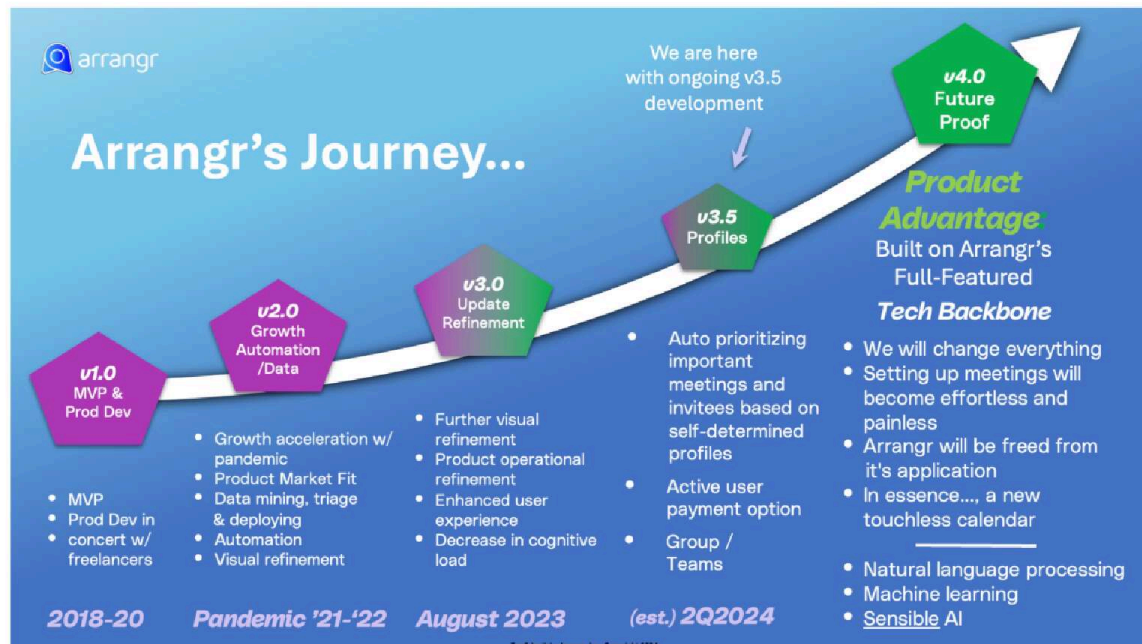 arrangr
Arrangr's Journey...
We are here
with ongoing v3.5
development
v1.0
MVP &
Prod Dev
v2.0
Growth
Automation
/Data
v3.0
Update
Refinement
v3.5
Profiles
v4.0
Future
Proof
• MVP
• Prod Dev in
• concert w/
• freelancers
2018-20
• Growth acceleration w/
pandemic
• Product Market Fit
• Data mining, triage
& deploying
• Automation
• Visual refinement
Pandemic '21-'22
• Further visual
refinement
• Product operational
refinement
• Enhanced user
experience
• Decrease in cognitive
load
August 2023
• Auto prioritizing
important
meetings and
invitees based on
self-determined
profiles
• Active user
payment option
• Group /
Teams
(est.) 2Q2024
Product
Advantage:
Built on Arrangr's
Full-Featured
Tech Backbone
• We will change everything
• Setting up meetings will
become effortless and
painless
• Arrangr will be freed from
it's application
• In essence..., a new
touchless calendar
• Natural language processing
• Machine learning
• Sensible AI